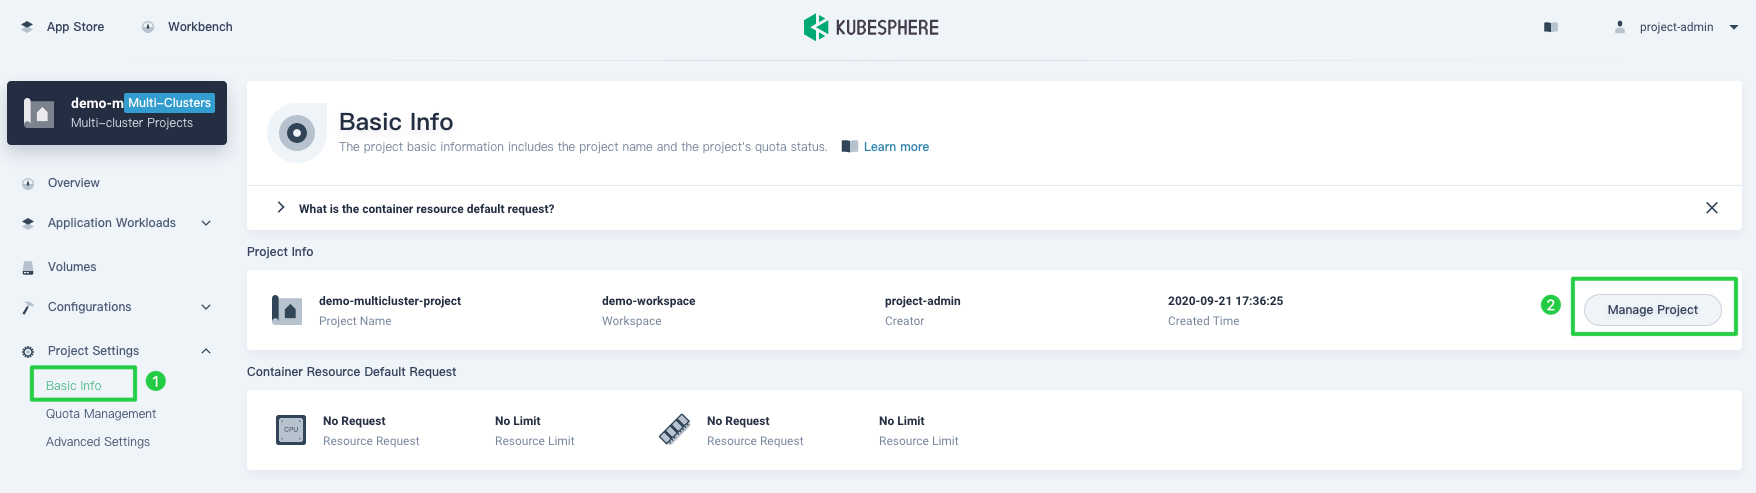 App Store
Workbench
KUBESPHERE
project-admin
demo-m
Multi-Clusters
Multi-cluster Projects
Overview
Application Workloads
Volumes
Configurations
Project Settings
Basic Info
1
Quota Management
Advanced Settings
Basic Info
The project basic information includes the project name and the project's quota status. Learn more
What is the container resource default request?
Project Info
demo-multicluster-project
Project Name
demo-workspace
Workspace
project-admin
Creator
2020-09-21 17:36:25
Created Time
2
Manage Project
Container Resource Default Request
CPU
No Request
Resource Request
No Limit
Resource Limit
No Request
Resource Request
No Limit
Resource Limit